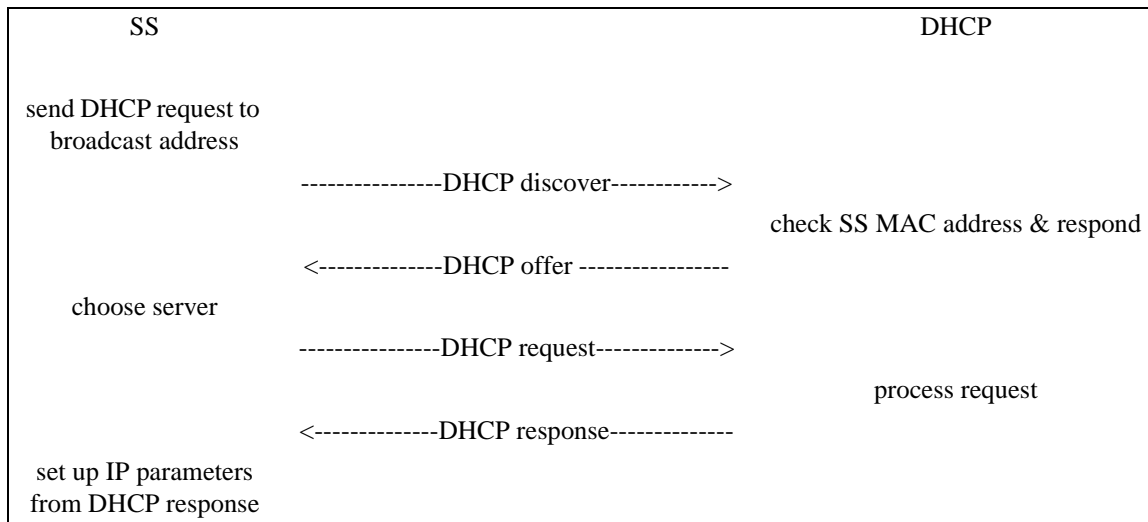 SS DHCP
send DHCP request to
broadcast address
----------------DHCP discover------------>
check SS MAC address & respond
<--------------DHCP offer -----------------
choose server
----------------DHCP request-------------->
process request
<--------------DHCP response--------------
set up IP parameters
from DHCP response